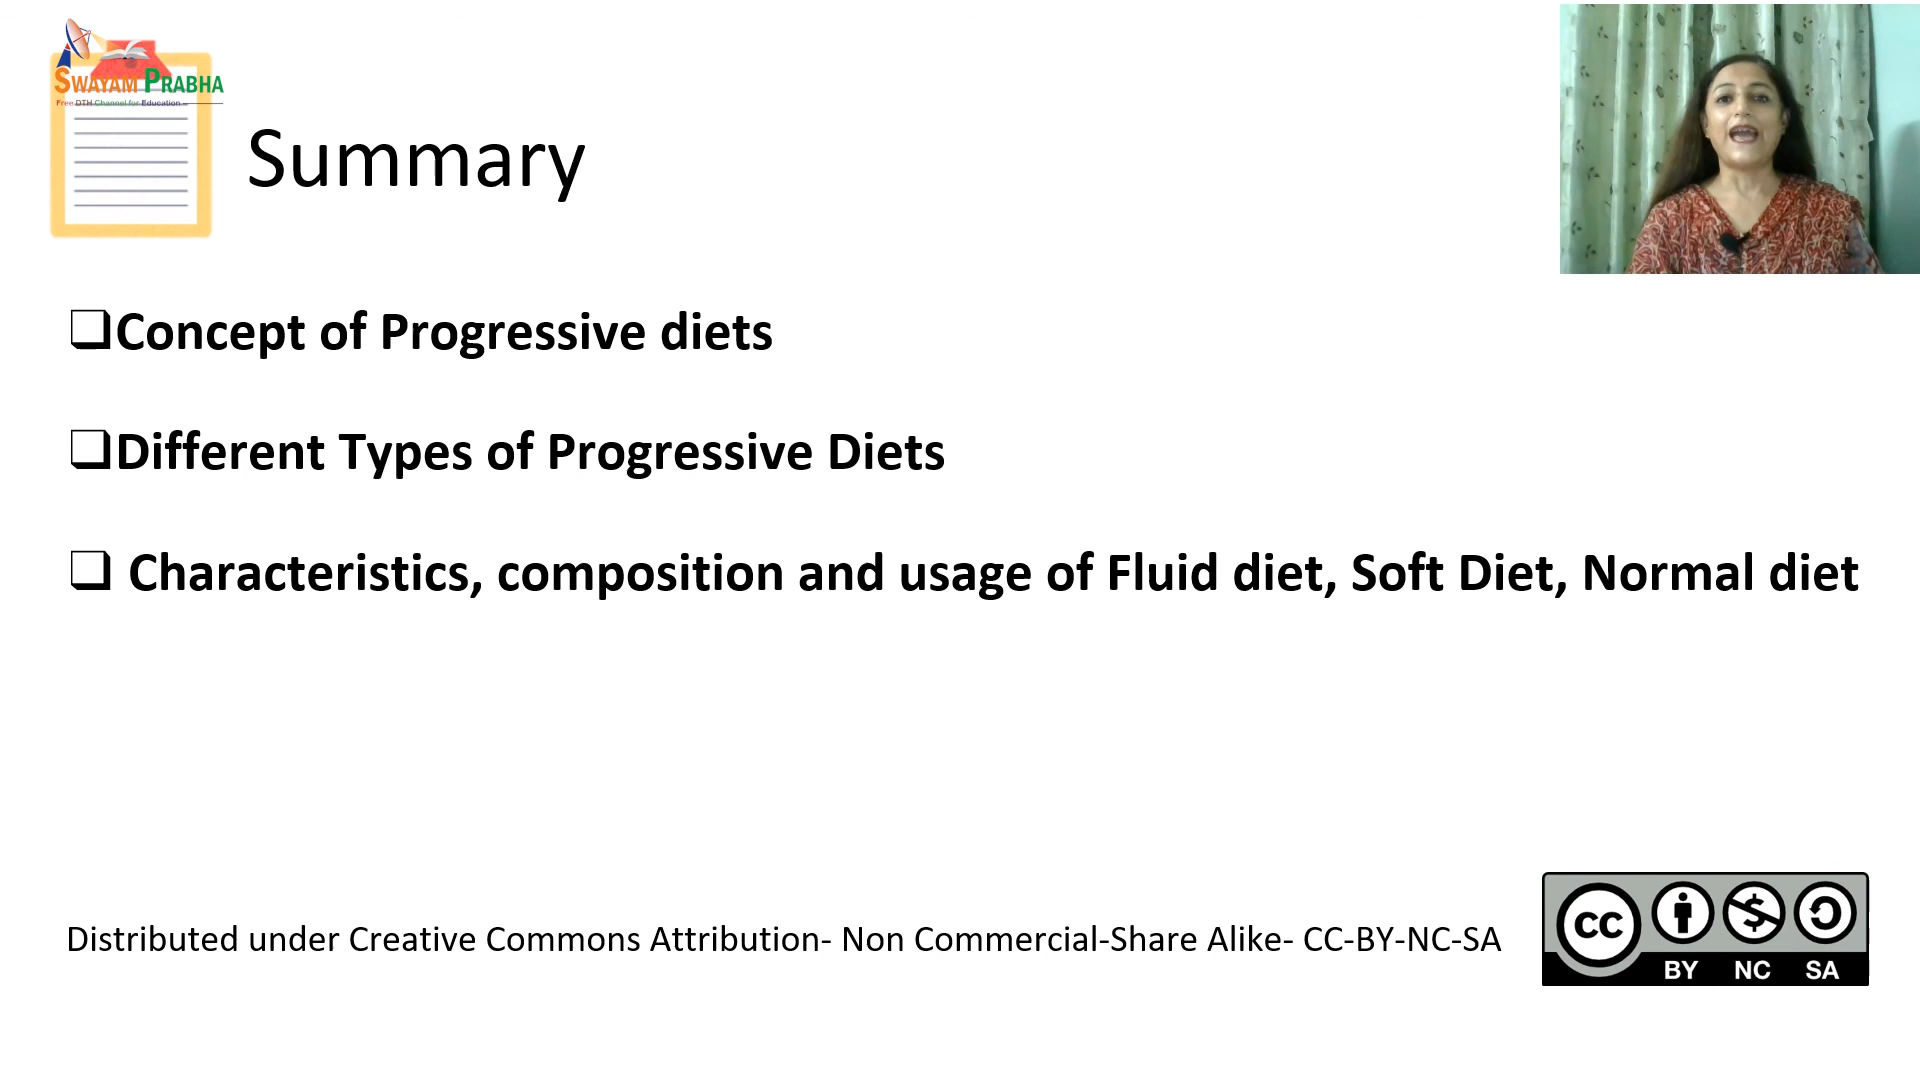 SWAYAM PRABHA
Free DTH Channel for Education
Summary
❑Concept of Progressive diets
❑Different Types of Progressive Diets
❑ Characteristics, composition and usage of Fluid diet, Soft Diet, Normal diet
Distributed under Creative Commons Attribution- Non Commercial-Share Alike- CC-BY-NC-SA
CC
BY NC SA